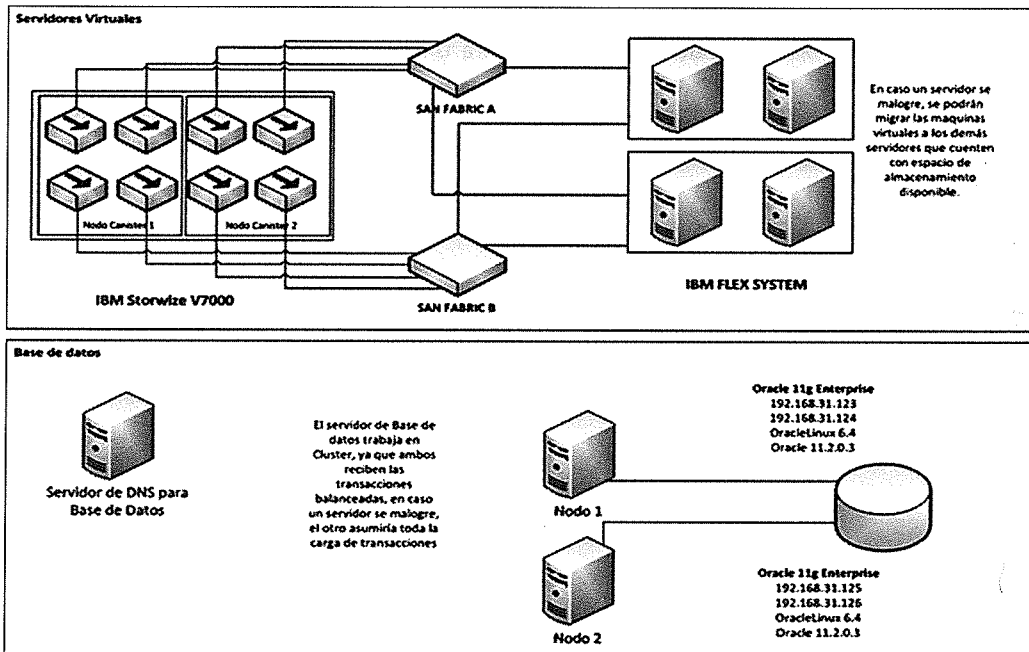 Servidores Virtuales
SAN FABRIC A
En caso un servidor se
malogre, se podrán
migrar las maquinas
virtuales a los demás
servidores que cuenten
con espacio de
almacenamiento
disponible.
Nodo Canister 1
Nodo Canister 2
IBM Storwize V7000
SAN FABRIC B
IBM FLEX SYSTEM
Base de datos
Servidor de DNS para
Base de Datos
El servidor de Base de
datos trabaja en
Cluster, ya que ambos
reciben las
transacciones
balanceadas, en caso
un servidor se malogre,
el otro asumiría toda la
carga de transacciones
Nodo 1
Nodo 2
Oracle 11g Enterprise
192.168.31.123
192.168.31.124
OracleLinux 6.4
Oracle 11.2.0.3
Oracle 11g Enterprise
192.168.31.125
192.168.31.126
OracleLinux 6.4
Oracle 11.2.0.3